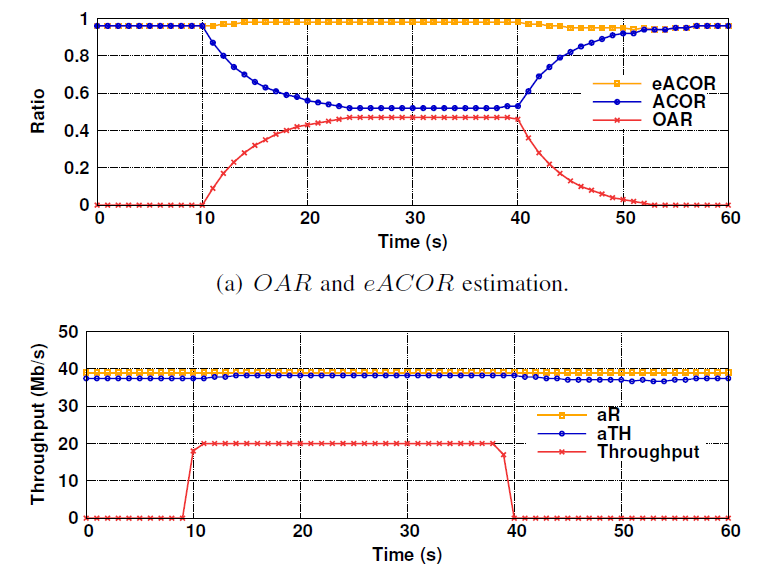 1
0.8
0.6
0.4
0.2
0
Ratio
eACOR
ACOR
OAR
0 10 20 30 40 50 60
Time (s)
(a) OAR and eACOR estimation.
50
40
30
20
10
0
Throughput (Mb/s)
aR
aTH
Throughput
0 10 20 30 40 50 60
Time (s)